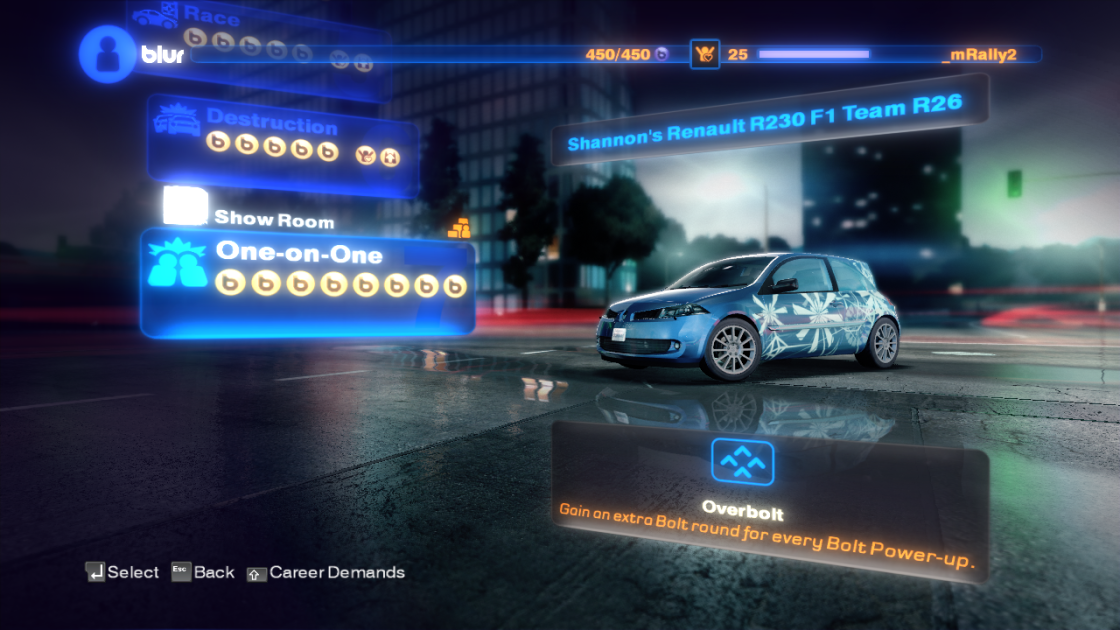 Race
blur
450/450
25
_mRally2
Destruction
Shannon's Renault R230 F1 Team R26
Show Room
One-on-One
Overbolt
Gain an extra Bolt round for every Bolt Power-up.
Select
Esc Back
Career Demands